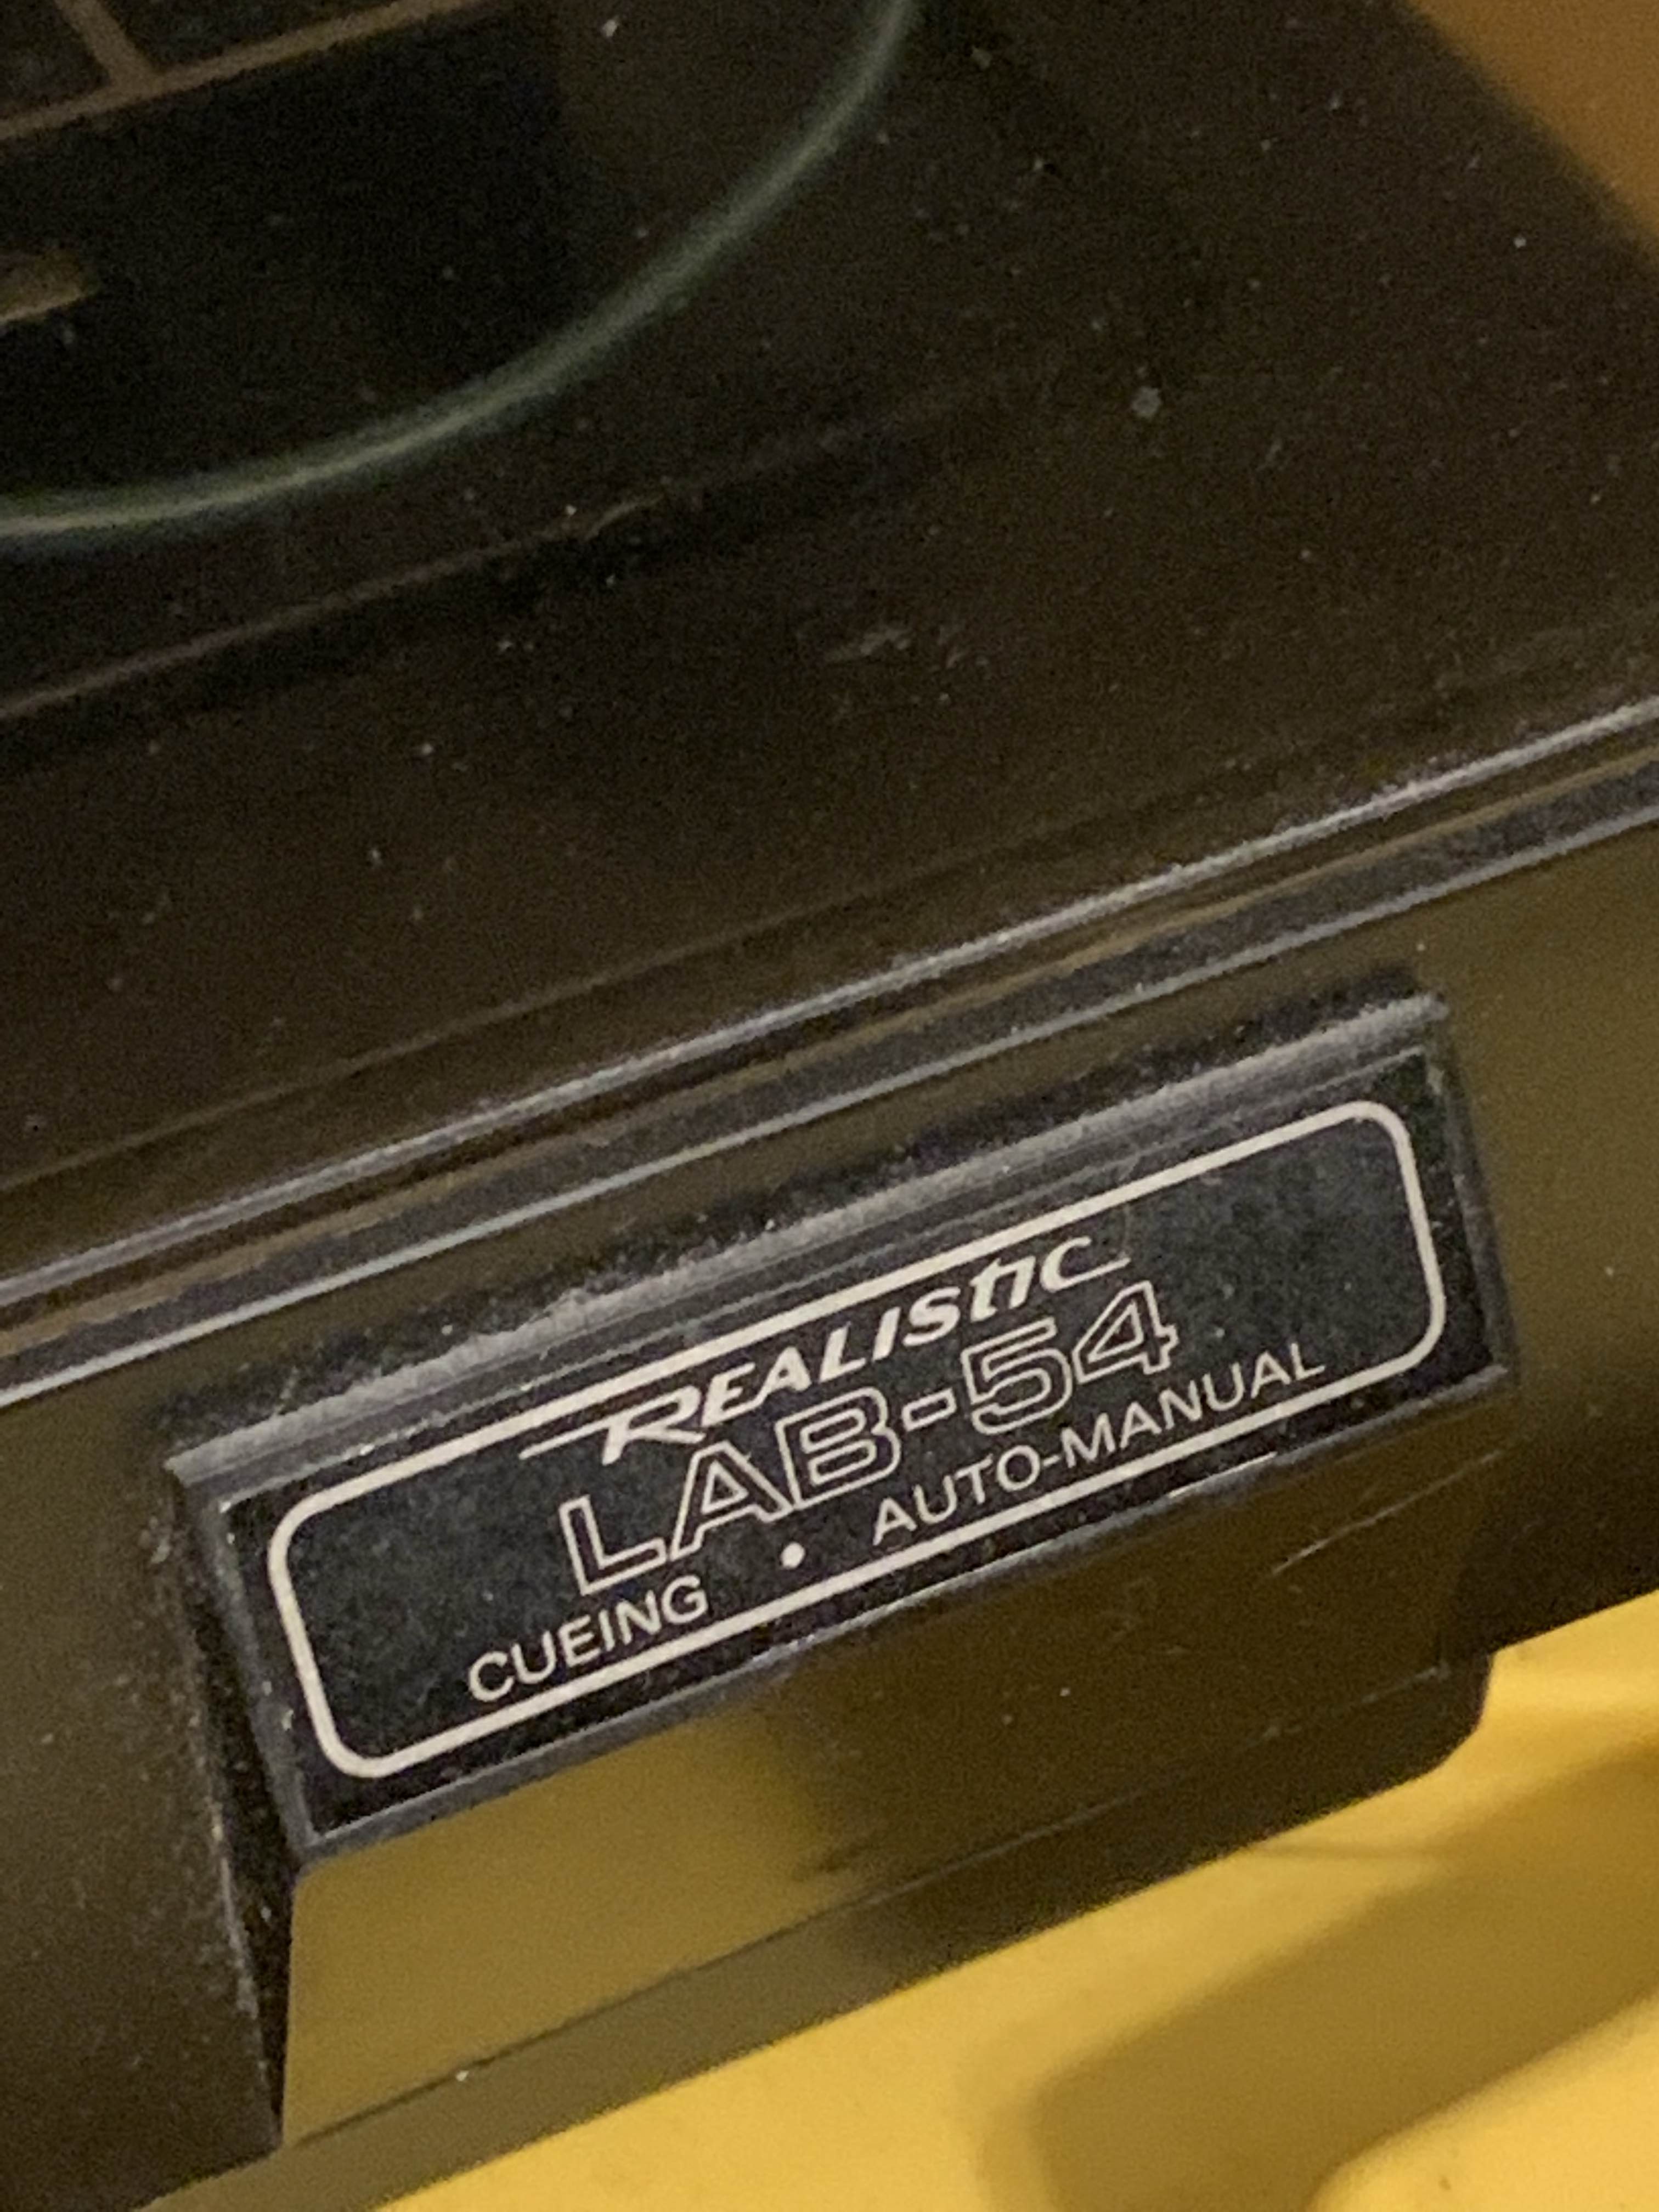 REALISTIC
LAB-54
CUEING • AUTO-MANUAL